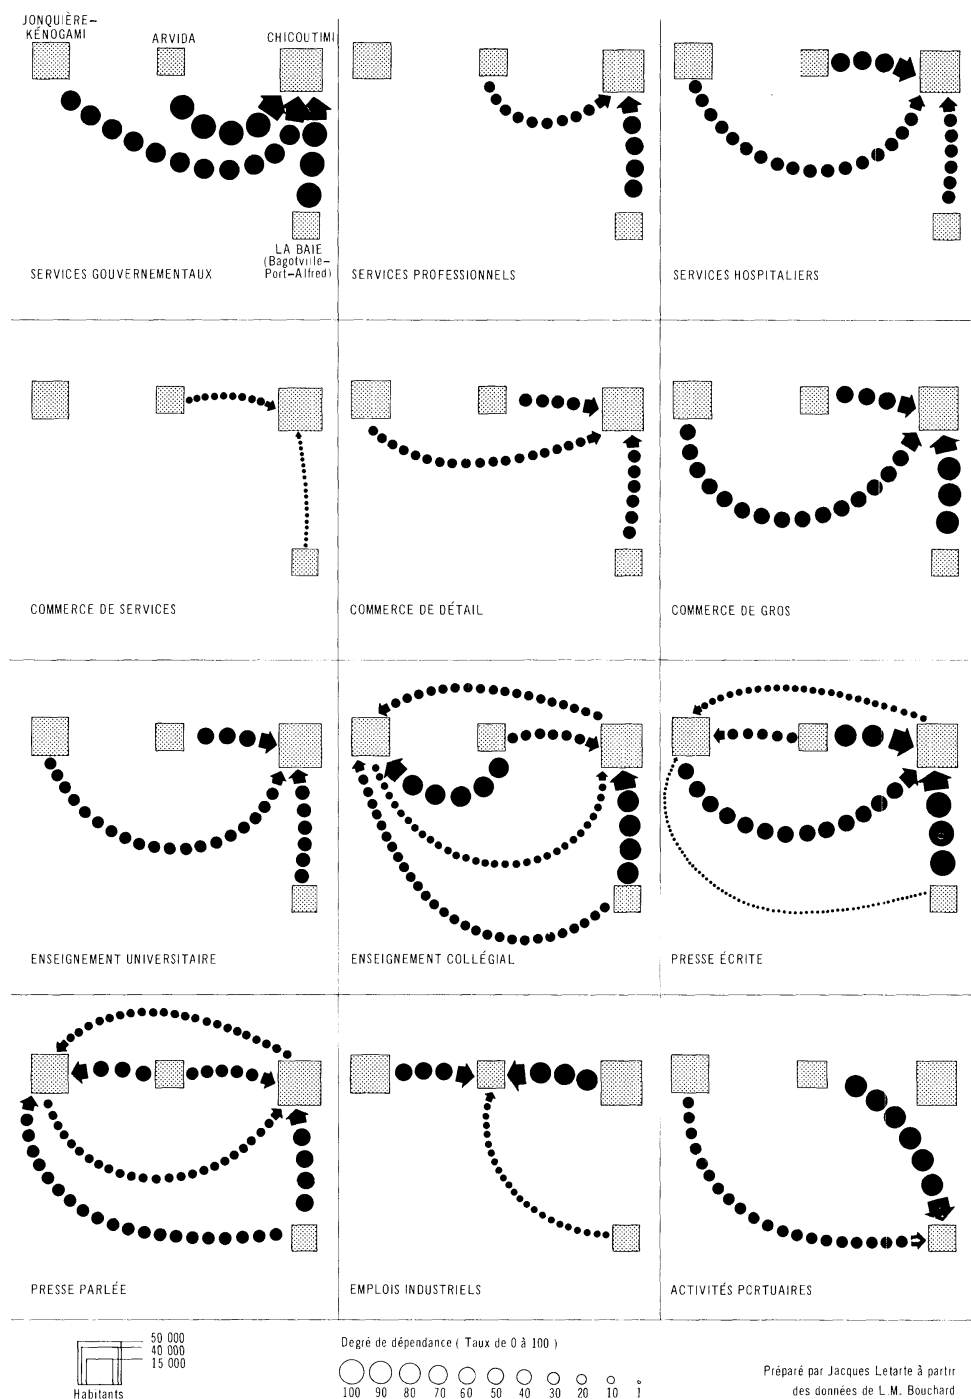 JONQUIÈRE-
KÉNOGAMI
ARVIDA
CHICOUTIMI
LA BAIE
(Bagotville-
Port-Alfred)
SERVICES GOUVERNEMENTAUX
SERVICES PROFESSIONNELS
SERVICES HOSPITALIERS
COMMERCE DE SERVICES
COMMERCE DE DÉTAIL
COMMERCE DE GROS
ENSEIGNEMENT UNIVERSITAIRE
ENSEIGNEMENT COLLÉGIAL
PRESSE ÉCRITE
PRESSE PARLÉE
EMPLOIS INDUSTRIELS
ACTIVITÉS PORTUAIRES
50 000
40 000
15 000
Habitants
Degré de dépendance ( Taux de 0 à 100 )
100 90 80 70 60 50 40 30 20 10 1
Préparé par Jacques Letarte à partir
des données de L.M. Bouchard